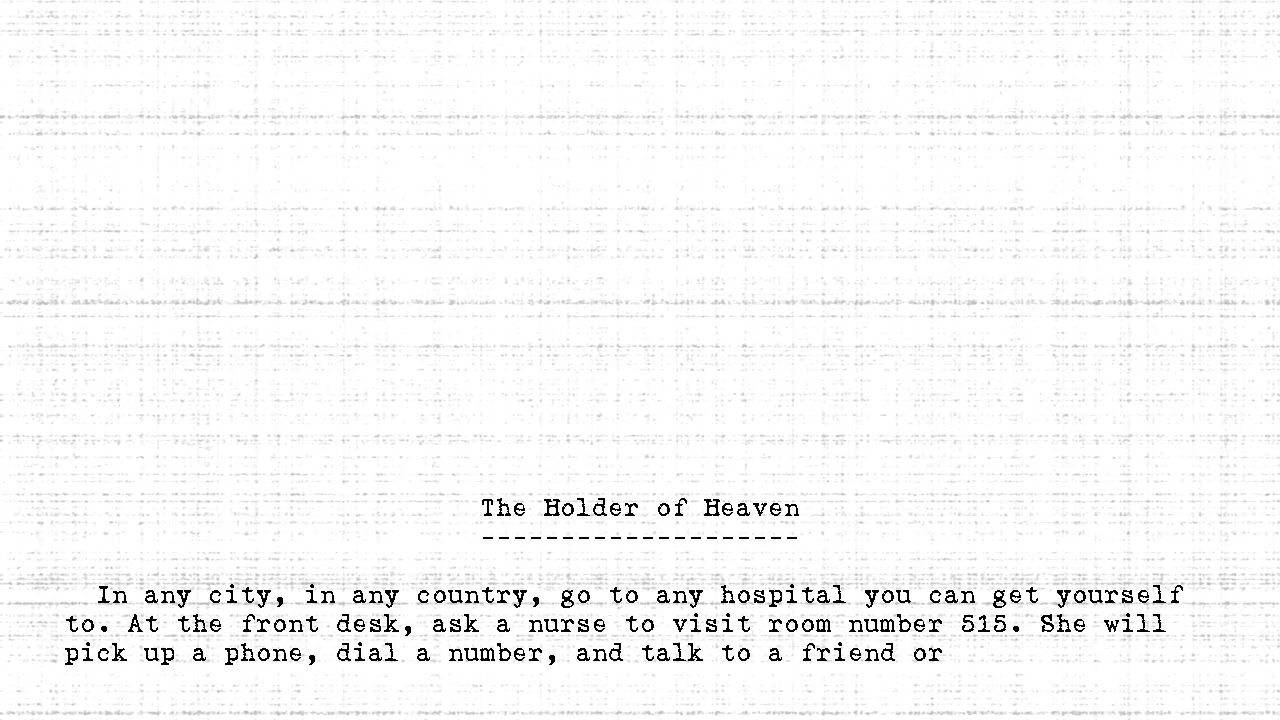 The Holder of Heaven
--------------------
In any city, in any country, go to any hospital you can get yourself
to. At the front desk, ask a nurse to visit room number 515. She will
pick up a phone, dial a number, and talk to a friend or